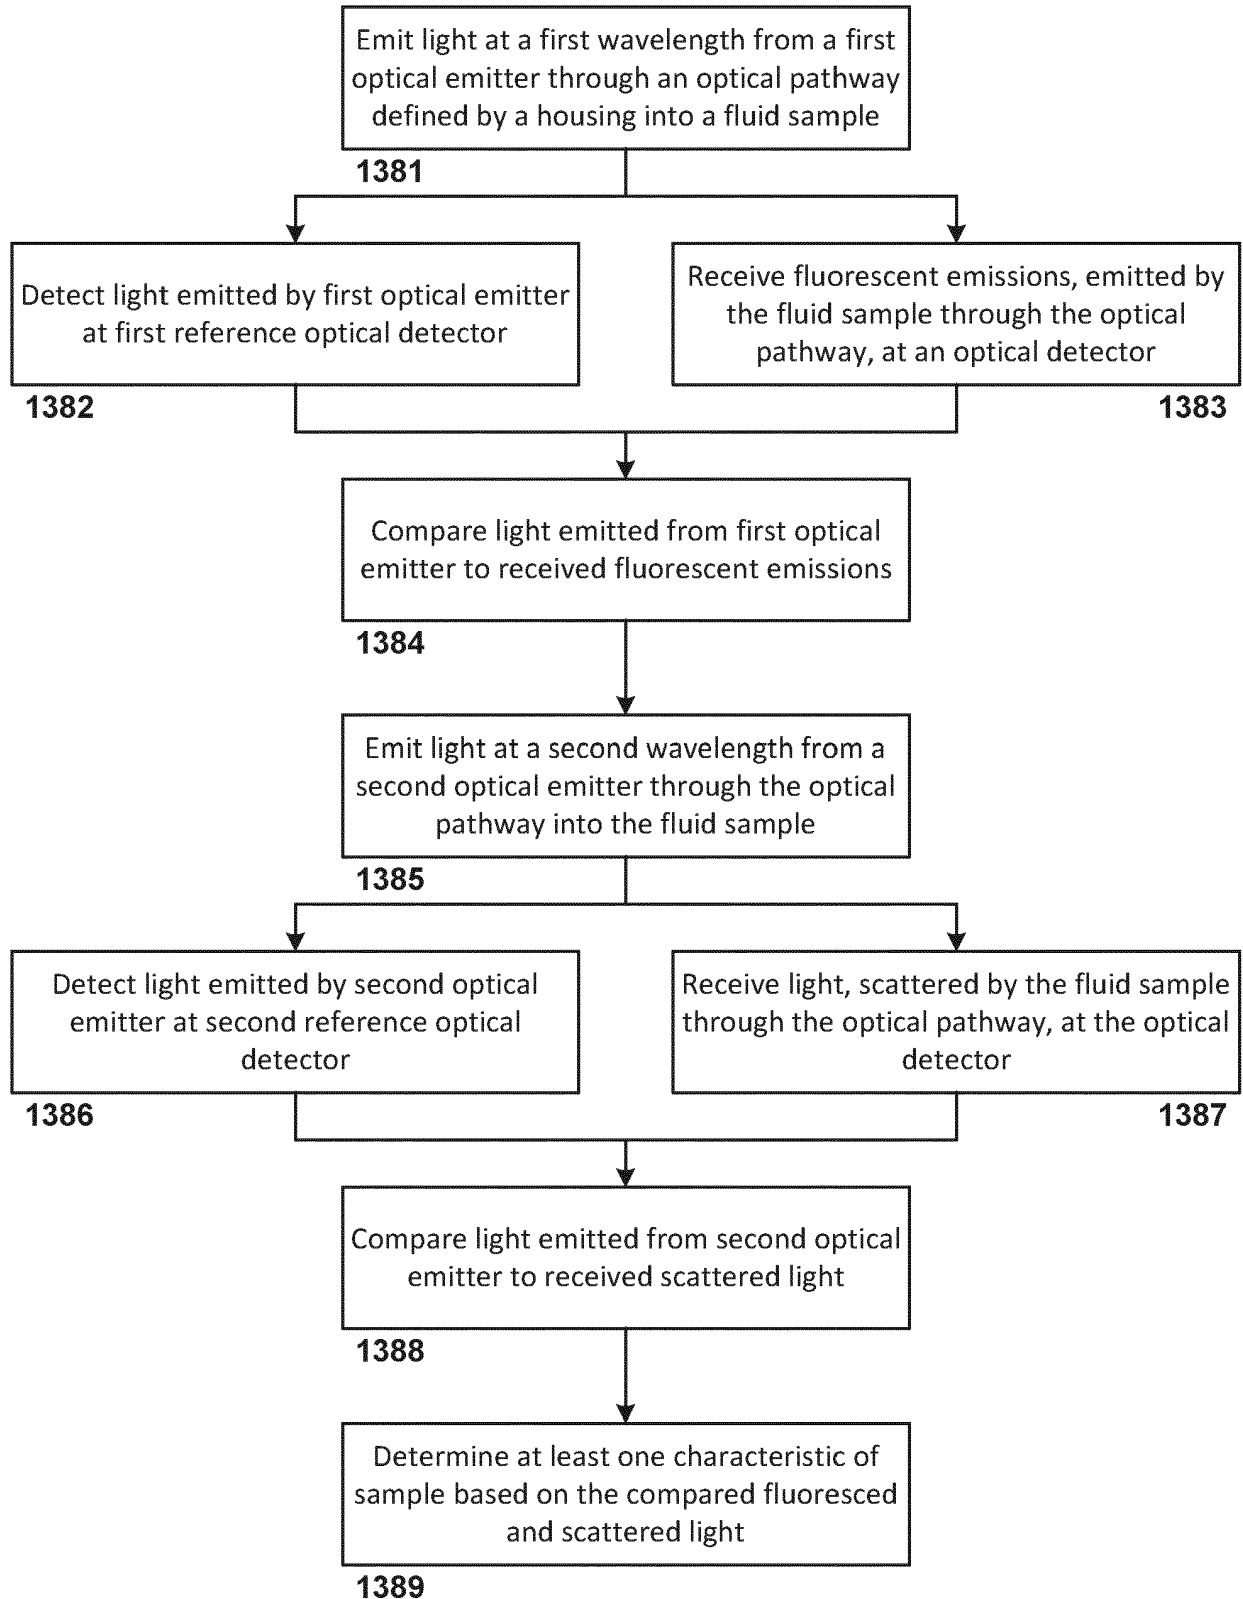 Emit light at a first wavelength from a first
optical emitter through an optical pathway
defined by a housing into a fluid sample
1381
Detect light emitted by first optical emitter
at first reference optical detector
1382
Receive fluorescent emissions, emitted by
the fluid sample through the optical
pathway, at an optical detector
1383
Compare light emitted from first optical
emitter to received fluorescent emissions
1384
Emit light at a second wavelength from a
second optical emitter through the optical
pathway into the fluid sample
1385
Detect light emitted by second optical
emitter at second reference optical
detector
1386
Receive light, scattered by the fluid sample
through the optical pathway, at the optical
detector
1387
Compare light emitted from second optical
emitter to received scattered light
1388
Determine at least one characteristic of
sample based on the compared fluoresced
and scattered light
1389